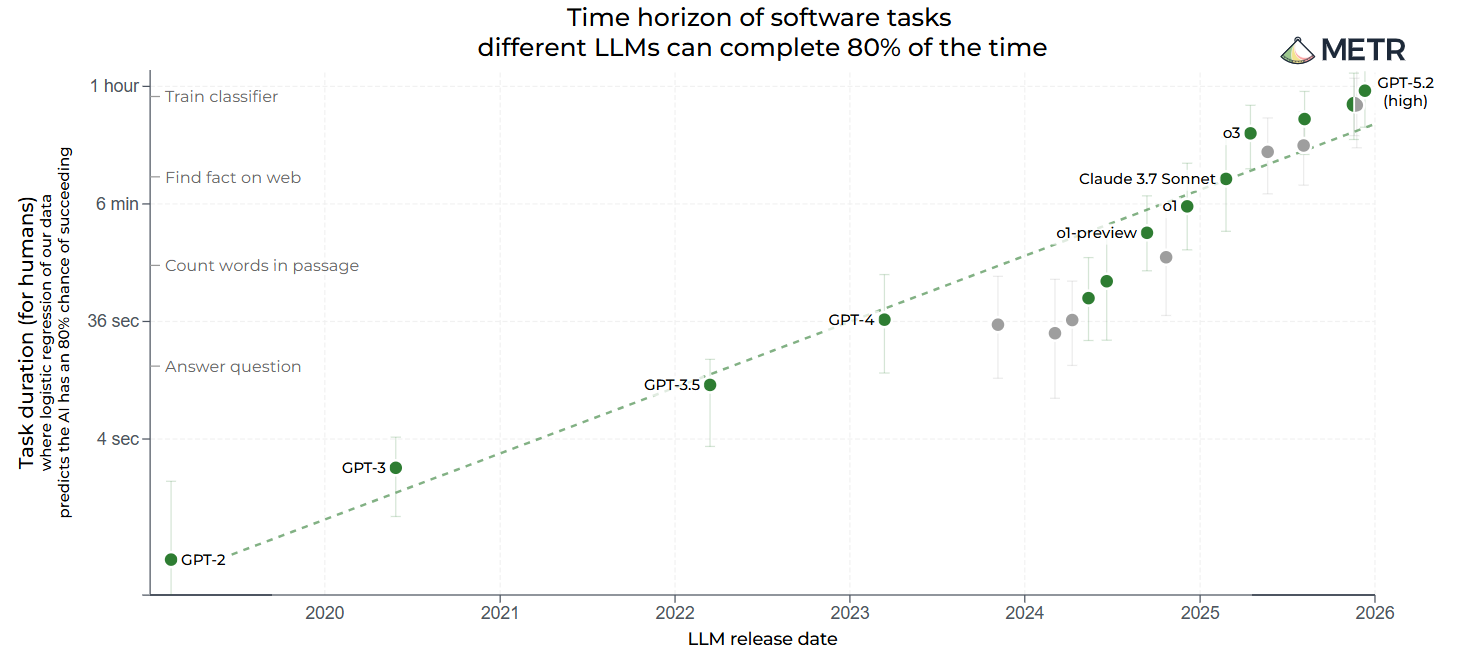 Time horizon of software tasks
different LLMs can complete 80% of the time
METR
Task duration (for humans)
where logistic regression of our data
predicts the AI has an 80% chance of succeeding
1 hour
6 min
36 sec
4 sec
Train classifier
Find fact on web
Count words in passage
Answer question
GPT-2
GPT-3
GPT-3.5
GPT-4
o1-preview
o1
Claude 3.7 Sonnet
o3
GPT-5.2
(high)
2020
2021
2022
2023
2024
2025
2026
LLM release date